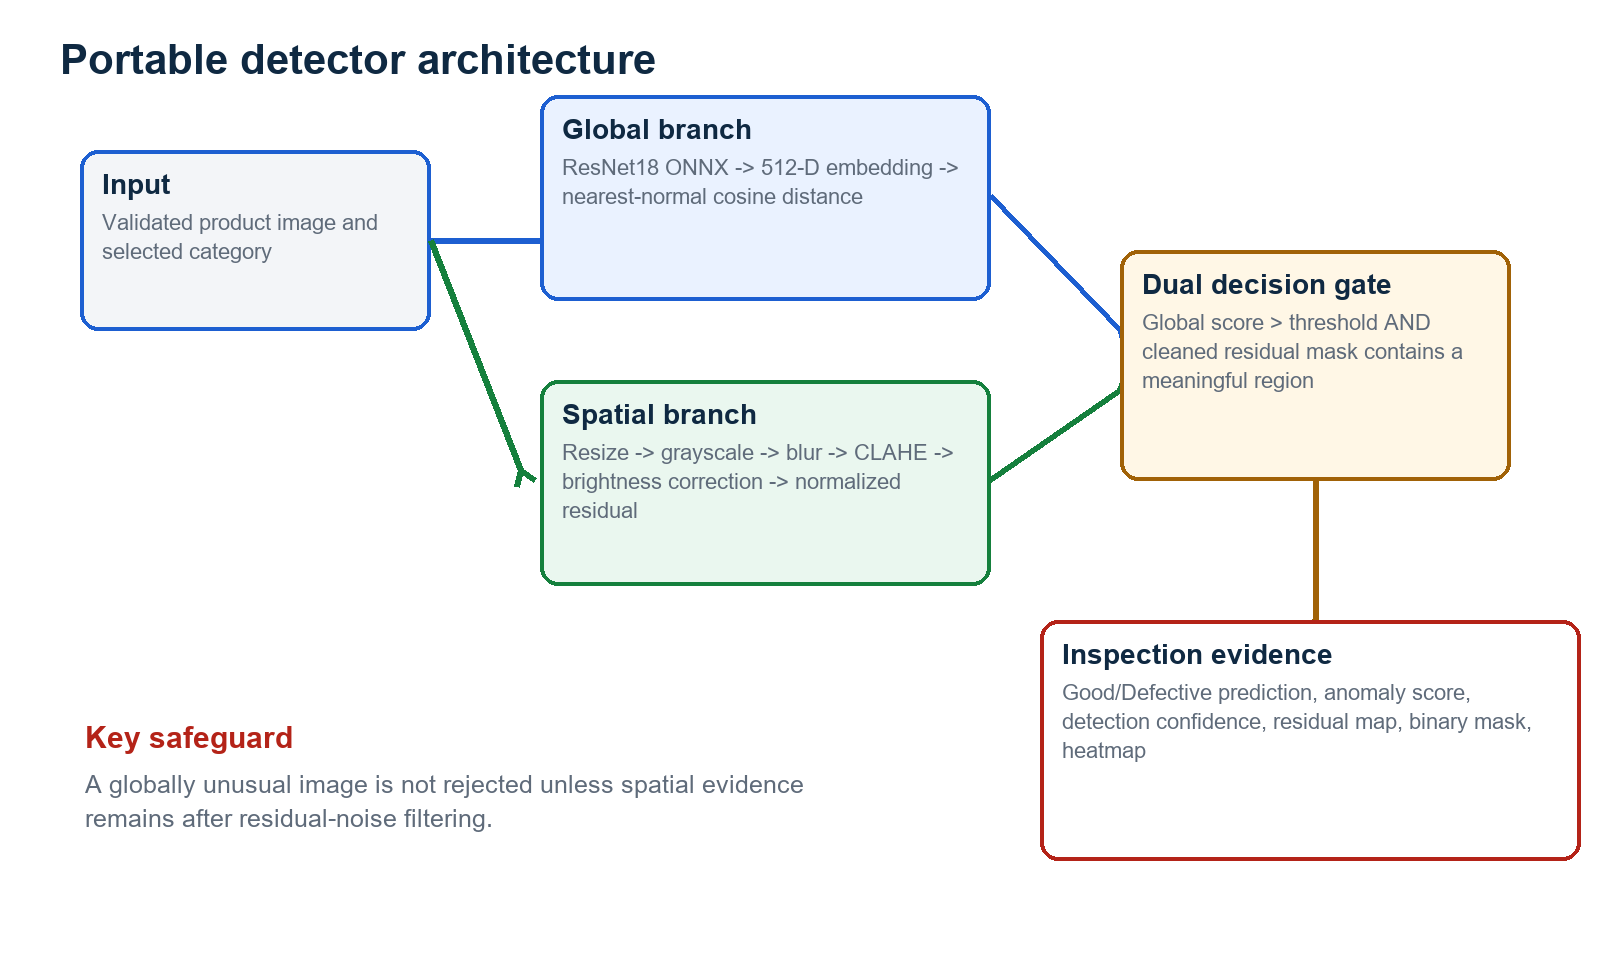 Portable detector architecture
Input
Validated product image and
selected category
Global branch
ResNet18 ONNX -> 512-D embedding ->
nearest-normal cosine distance
Spatial branch
Resize -> grayscale -> blur -> CLAHE ->
brightness correction -> normalized
residual
Dual decision gate
Global score > threshold AND
cleaned residual mask contains a
meaningful region
Inspection evidence
Good/Defective prediction, anomaly score,
detection confidence, residual map, binary mask,
heatmap
Key safeguard
A globally unusual image is not rejected unless spatial evidence
remains after residual-noise filtering.